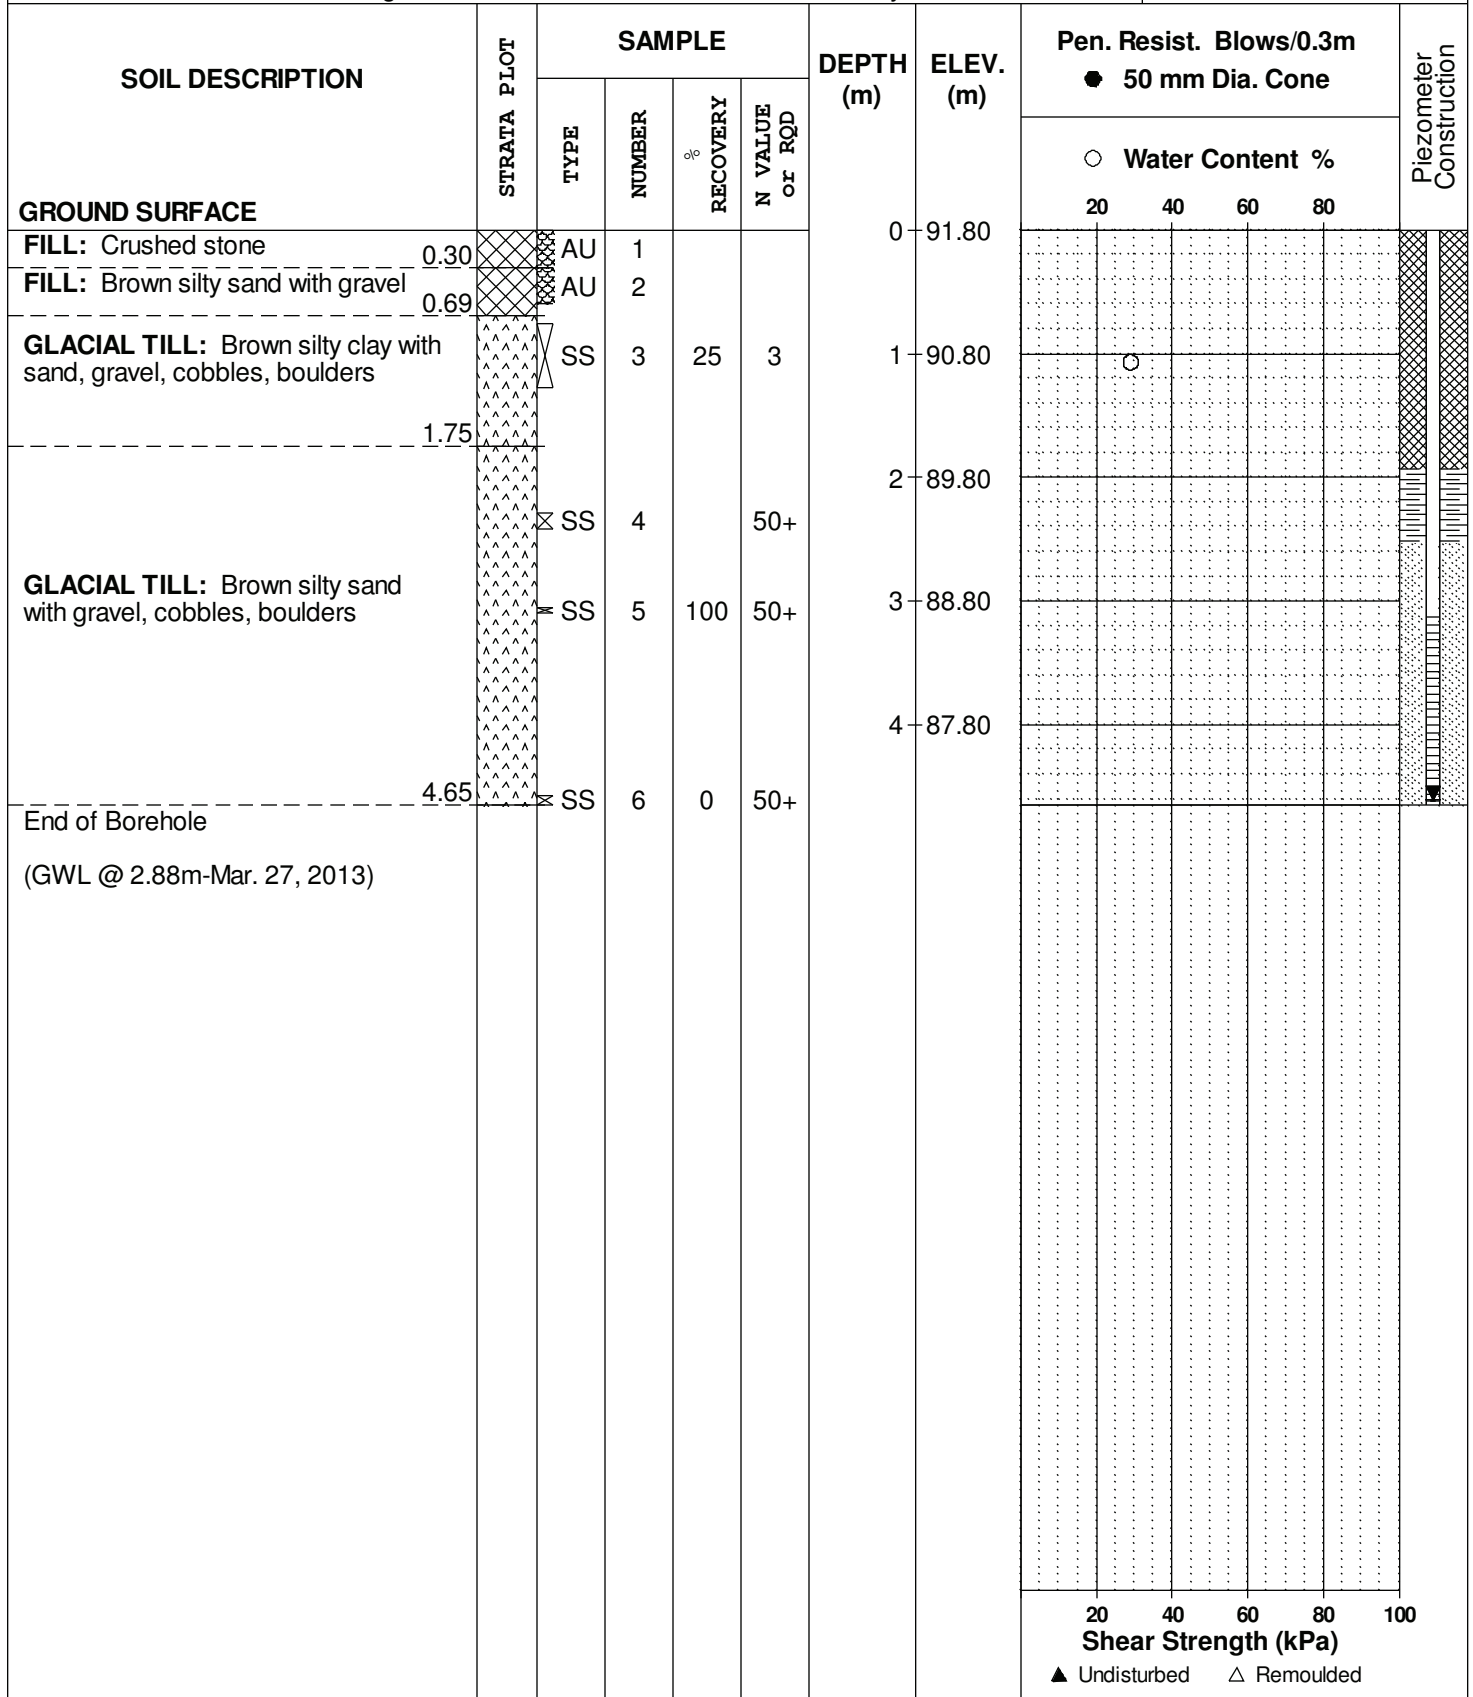 SOIL DESCRIPTION
GROUND SURFACE
STRATA PLOT
SAMPLE
TYPE
NUMBER
%
RECOVERY
N VALUE
or RQD
DEPTH
(m)
ELEV.
(m)
Pen. Resist. Blows/0.3m
● 50 mm Dia. Cone
○ Water Content %
20 40 60 80
Piezometer
Construction
FILL: Crushed stone
0.30
AU 1
0 91.80
FILL: Brown silty sand with gravel
0.69
AU 2
GLACIAL TILL: Brown silty clay with
sand, gravel, cobbles, boulders
SS 3 25 3
1 90.80
1.75
2 89.80
SS 4 50+
GLACIAL TILL: Brown silty sand
with gravel, cobbles, boulders
SS 5 100 50+
3 88.80
4 87.80
4.65
SS 6 0 50+
End of Borehole
(GWL @ 2.88m-Mar. 27, 2013)
20 40 60 80 100
Shear Strength (kPa)
▲ Undisturbed △ Remoulded